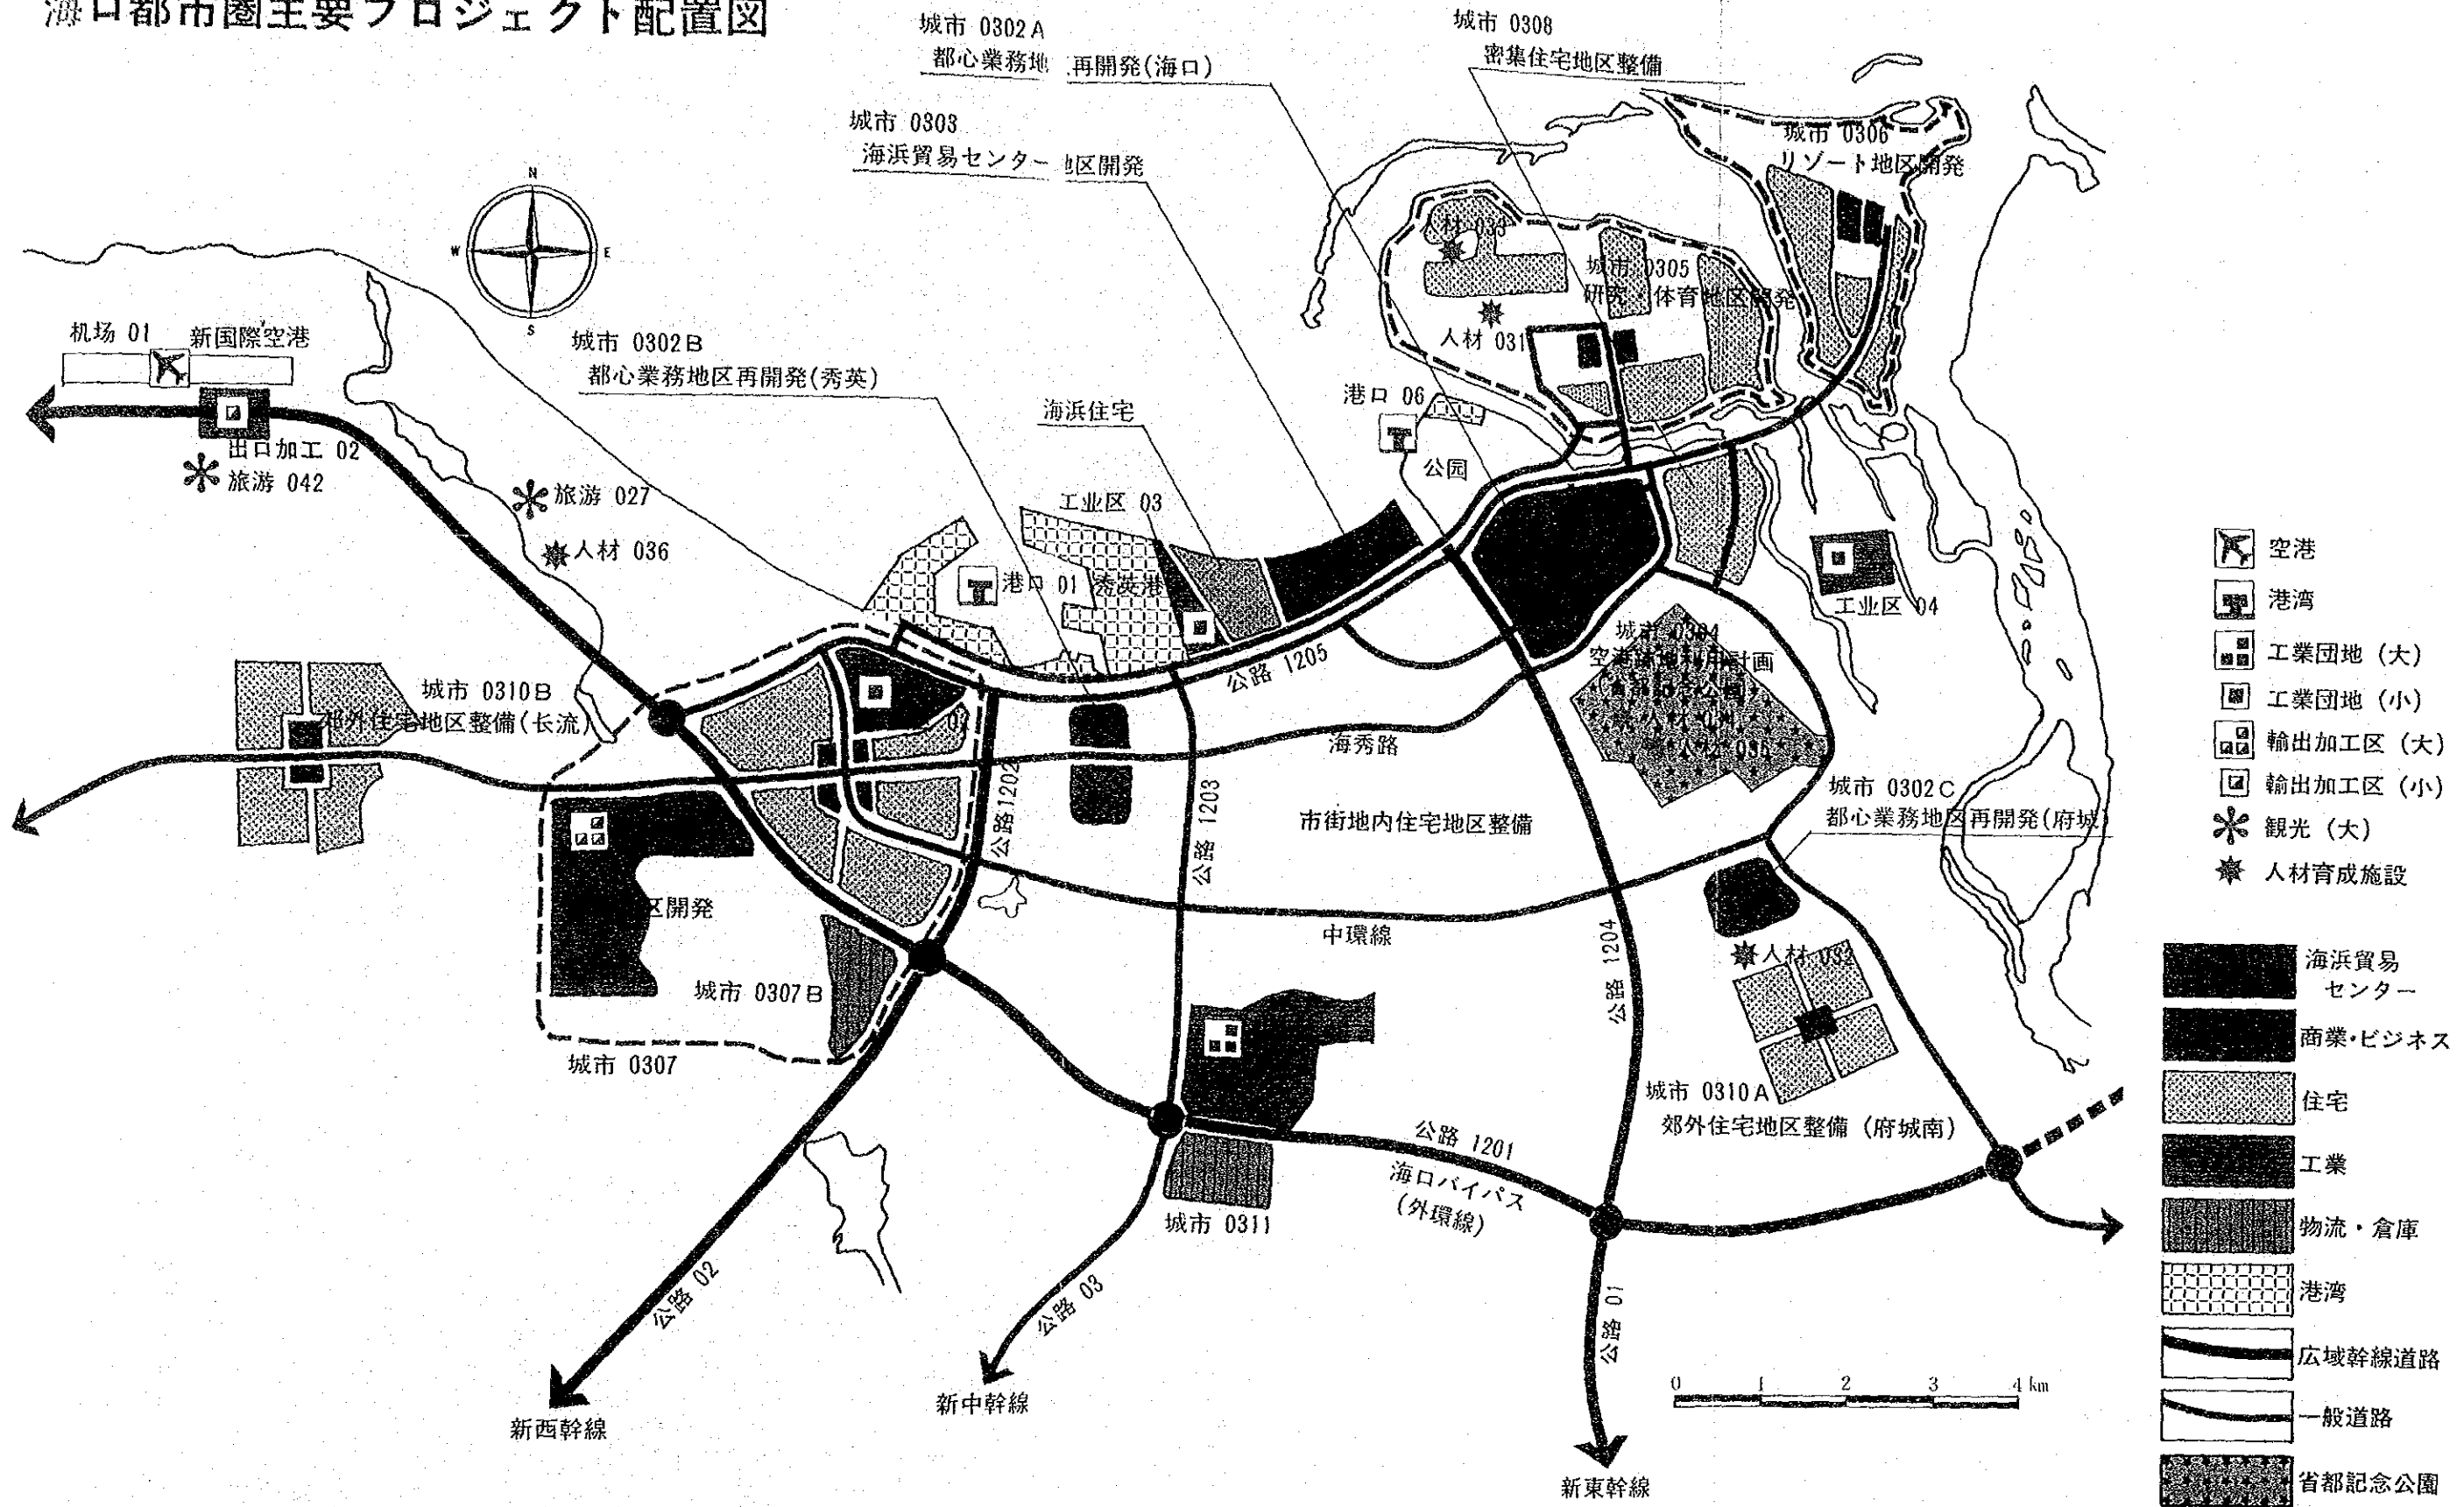 海口都市圏主要プロジェクト配置図
城市 0302A
都心業務地 再開発(海口)
城市 0308
密集住宅地区整備
城市 0303
海浜貿易センター 地区開発
城市 0306
リゾート地区開発
N
W
E
S
人材 033
城市 0305
研究・体育地区開発
人材 031
机场 01
新国際空港
城市 0302B
都心業務地区再開発(秀英)
港口 06
海浜住宅
公园
出口加工 02
旅游 042
旅游 027
工业区 03
人材 036
港口 01 秀英港
工业区 04
城市 0304
空港跡地利用計画
人材 035
公路 1205
城市 0310B
郊外住宅地区整備(长流)
海秀路
城市 0302C
都心業務地区再開発(府城)
公路 1202
公路 1203
市街地内住宅地区整備
区開発
中環線
公路 1204
人材 032
城市 0307B
城市 0307
城市 0310A
郊外住宅地区整備 (府城南)
公路 1201
海口バイパス
(外環線)
城市 0311
公路 02
公路 03
公路 01
新西幹線
新中幹線
新東幹線
0 1 2 3 4 km
空港
港湾
工業団地 (大)
工業団地 (小)
輸出加工区 (大)
輸出加工区 (小)
観光 (大)
人材育成施設
海浜貿易
センター
商業・ビジネス
住宅
工業
物流・倉庫
港湾
広域幹線道路
一般道路
省都記念公園